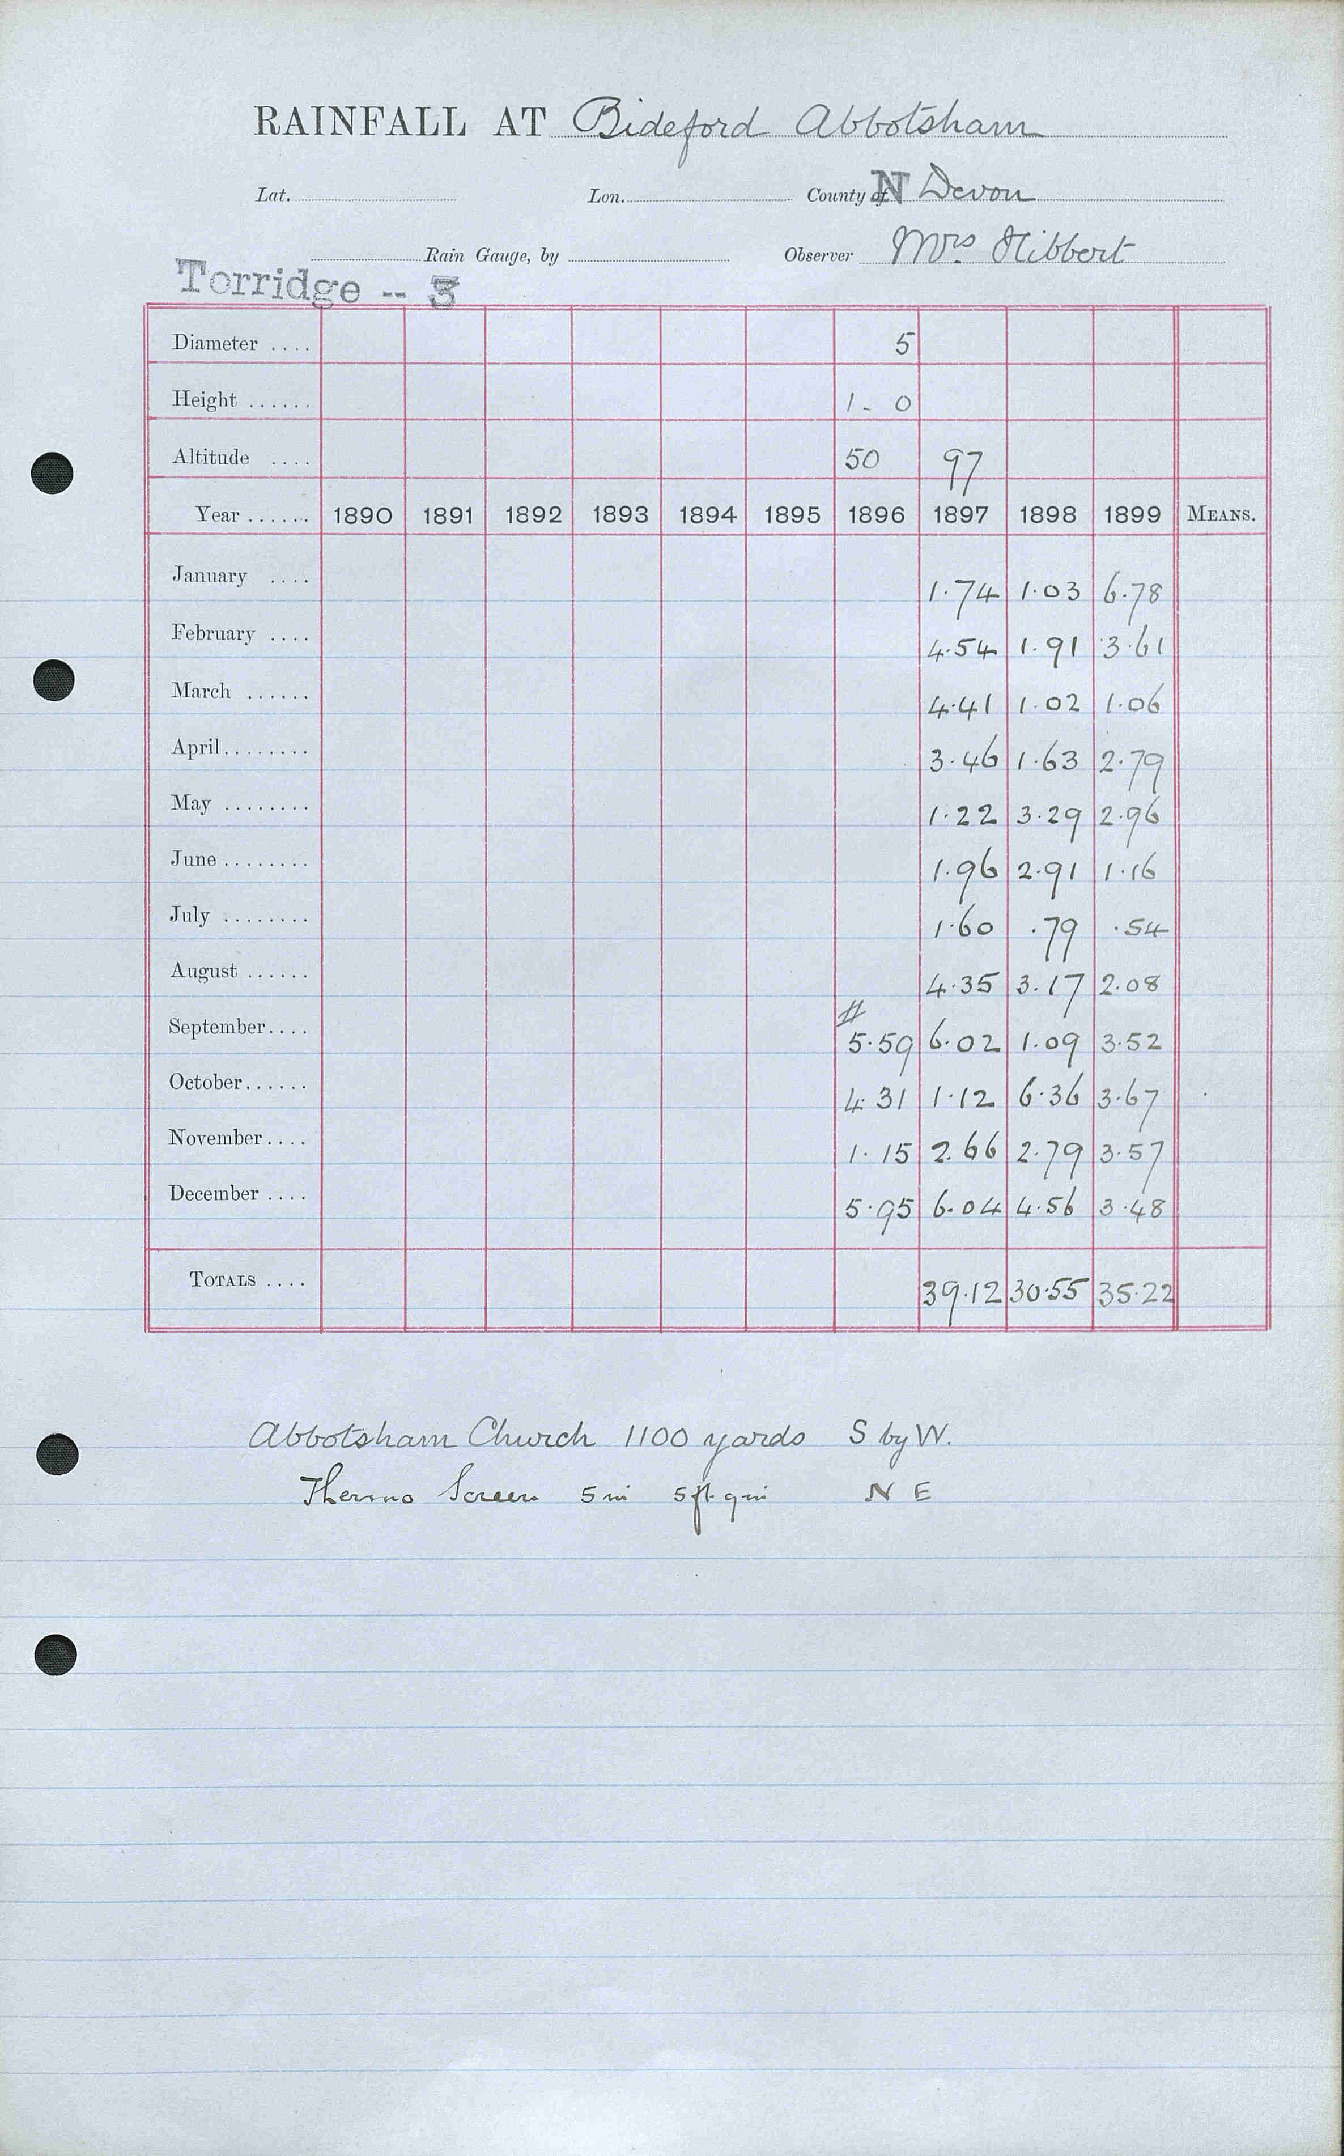 RAINFALL AT Bideford Abbotsham
Lat. Lon. County of N Devon
Rain Gauge, by Observer Mrs Hibbert
Torridge -- 3
Diameter .... 5
Height ...... 1 - 0
Altitude .... 50 97
Year ...... 1890 1891 1892 1893 1894 1895 1896 1897 1898 1899 MEANS.
January .... 1.74 1.03 6.78
February .... 4.54 1.91 3.61
March ...... 4.41 1.02 1.06
April ........ 3.46 1.63 2.79
May ........ 1.22 3.29 2.96
June ........ 1.96 2.91 1.16
July ........ 1.60 .79 .54
August ...... 4.35 3.17 2.08
#
September .... 5.59 6.02 1.09 3.52
October ...... 4.31 1.12 6.36 3.67
November .... 1.15 2.66 2.79 3.57
December .... 5.95 6.04 4.56 3.48
TOTALS .... 39.12 30.55 35.22
Abbotsham Church 1100 yards S by W.
Thermo Screen 5 in 5 ft 9 in N E